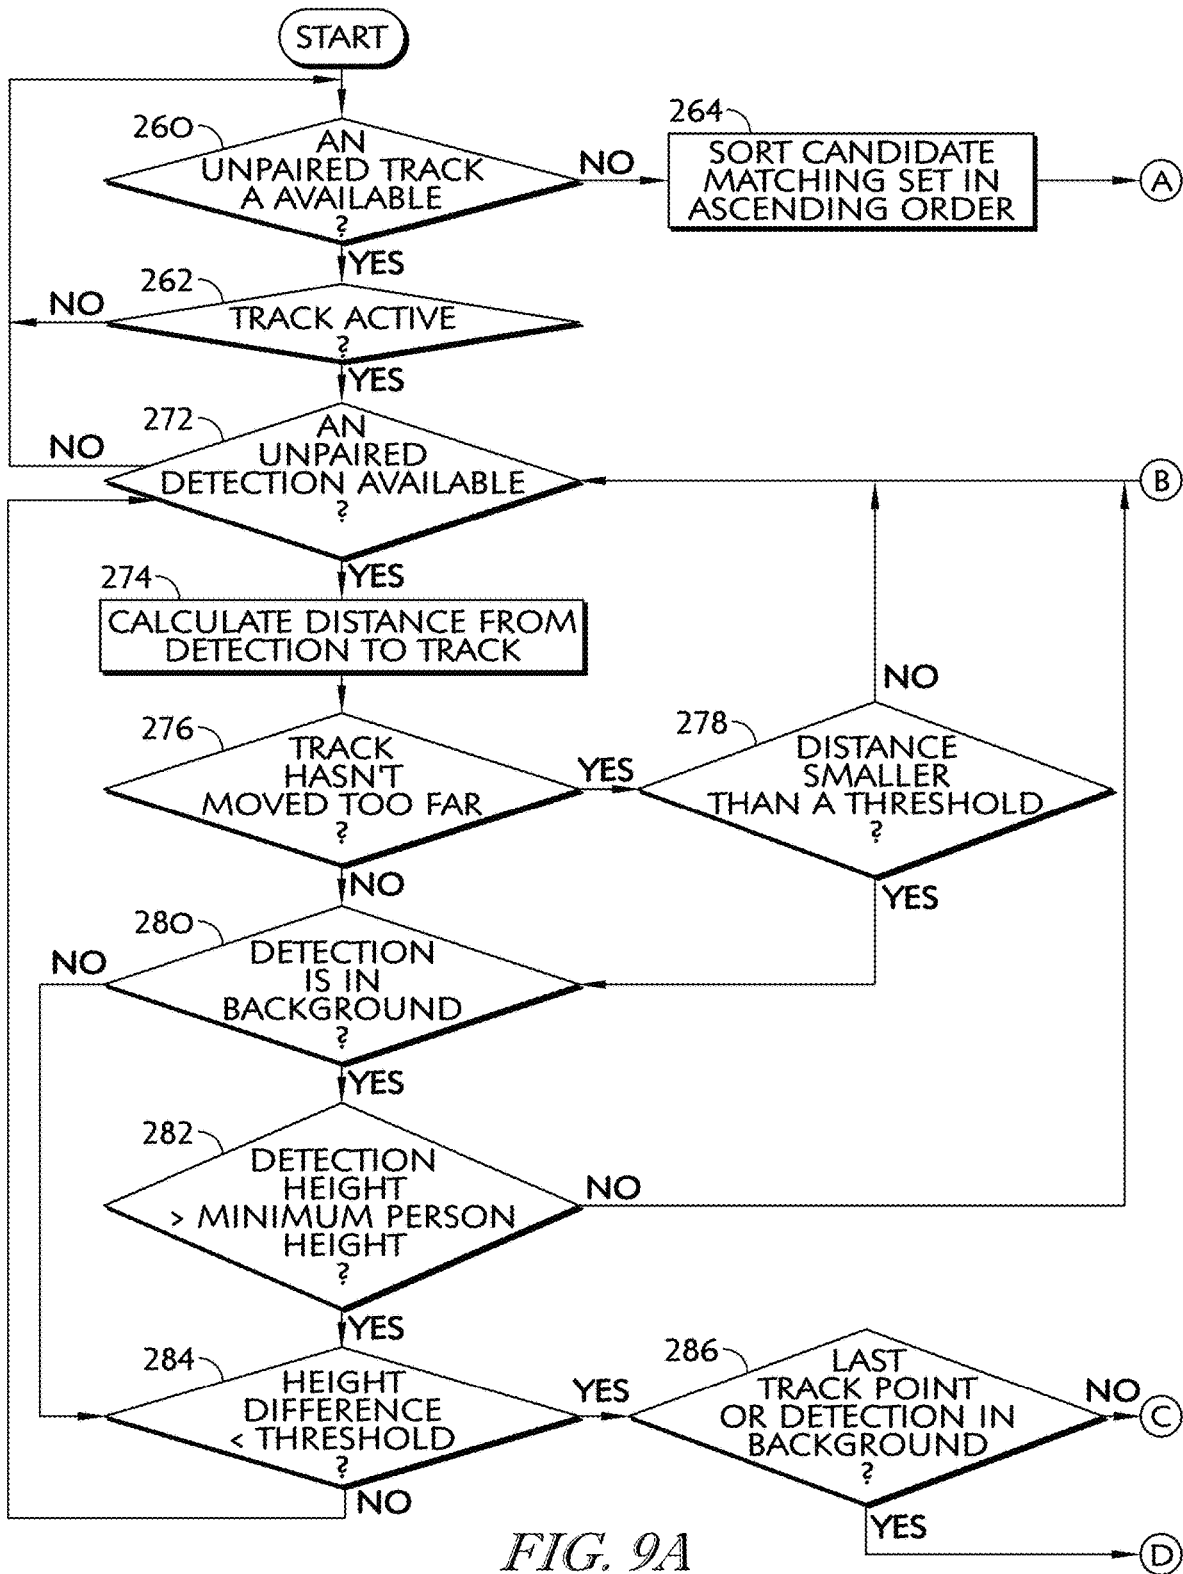 START
260
AN
UNPAIRED TRACK
A AVAILABLE
?
NO
264
SORT CANDIDATE
MATCHING SET IN
ASCENDING ORDER
A
YES
262
NO
TRACK ACTIVE
?
YES
272
NO
AN
UNPAIRED
DETECTION AVAILABLE
?
B
YES
274
CALCULATE DISTANCE FROM
DETECTION TO TRACK
276
TRACK
HASN'T
MOVED TOO FAR
?
YES
NO
278
DISTANCE
SMALLER
THAN A THRESHOLD
?
YES
NO
280
NO
DETECTION
IS IN
BACKGROUND
?
YES
282
DETECTION
HEIGHT
> MINIMUM PERSON
HEIGHT
?
NO
YES
284
HEIGHT
DIFFERENCE
< THRESHOLD
?
YES
NO
286
LAST
TRACK POINT
OR DETECTION IN
BACKGROUND
?
NO
C
YES
D
FIG. 9A